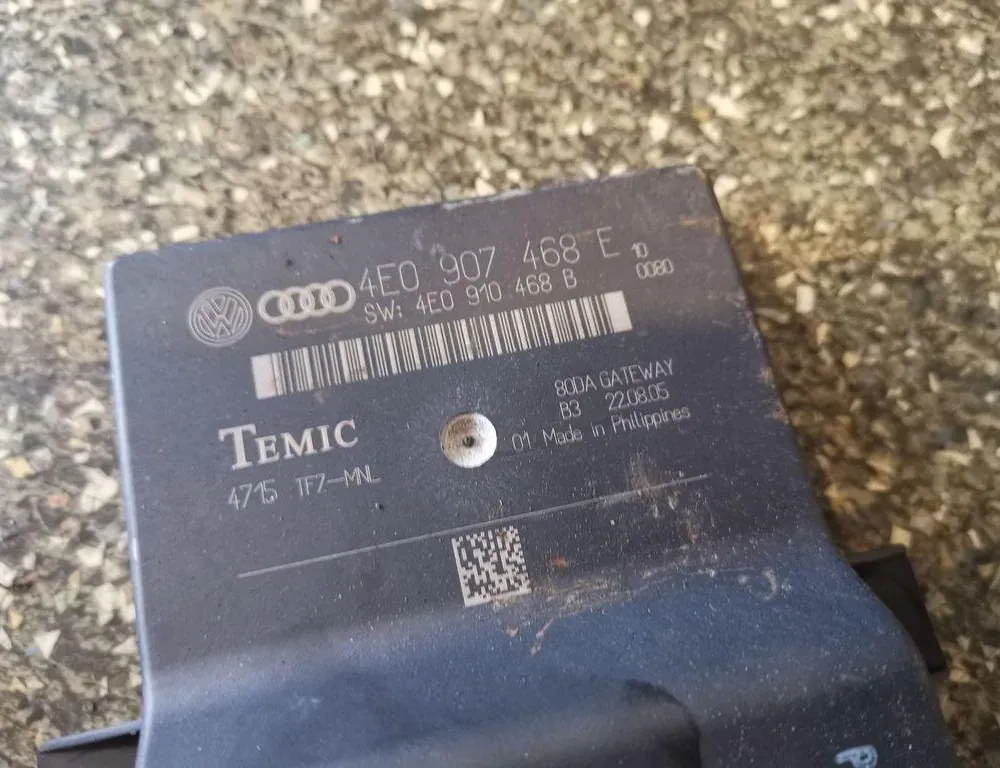 4E0 907 468 E
10
0080
SW: 4E0 910 468 B
80DA GATEWAY
B3 22.08.05
01 Made in Philippines
TEMIC
4715 TF7-MNL